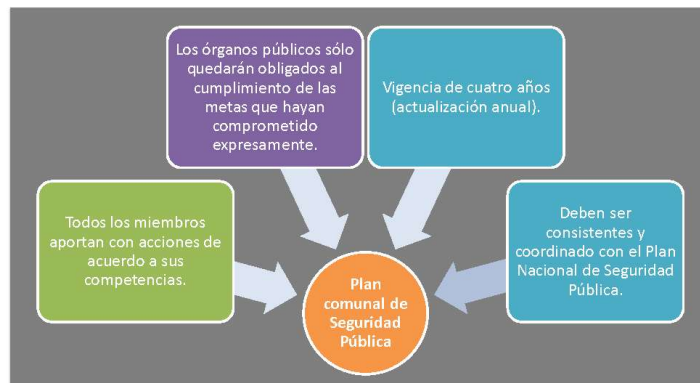 Los órganos públicos sólo
quedarán obligados al
cumplimiento de las
metas que hayan
comprometido
expresamente.
Vigencia de cuatro años
(actualización anual).
Todos los miembros
aportan con acciones de
acuerdo a sus
competencias.
Deben ser
consistentes y
coordinado con el Plan
Nacional de Seguridad
Pública.
Plan
comunal de
Seguridad
Pública